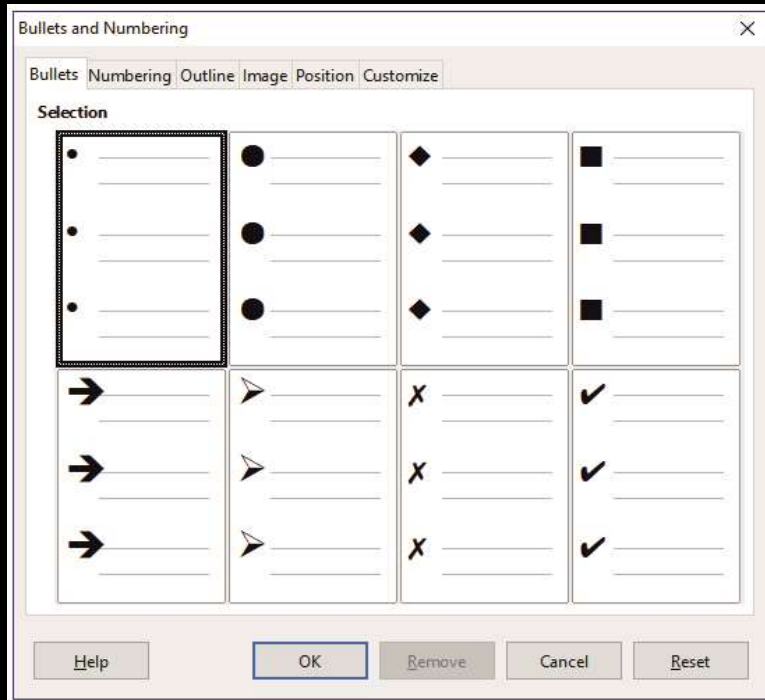 Bullets and Numbering
Bullets Numbering Outline Image Position Customize
Selection
Help OK Remove Cancel Reset